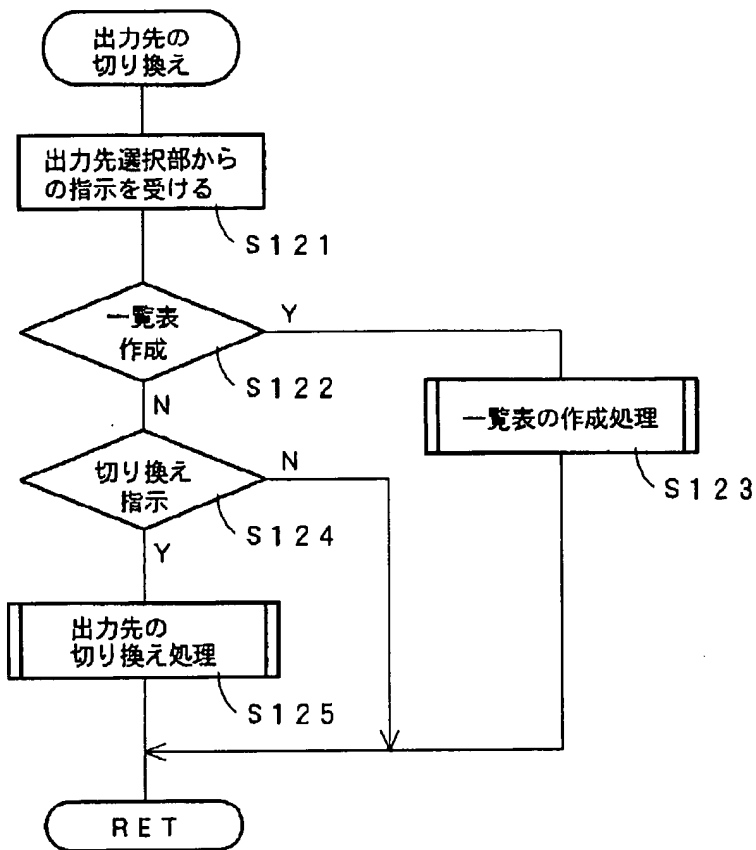 出力先の
切り換え
出力先選択部から
の指示を受ける
S121
一覧表
作成
Y
S122
N
一覧表の作成処理
S123
切り換え
指示
N
S124
Y
出力先の
切り換え処理
S125
RET